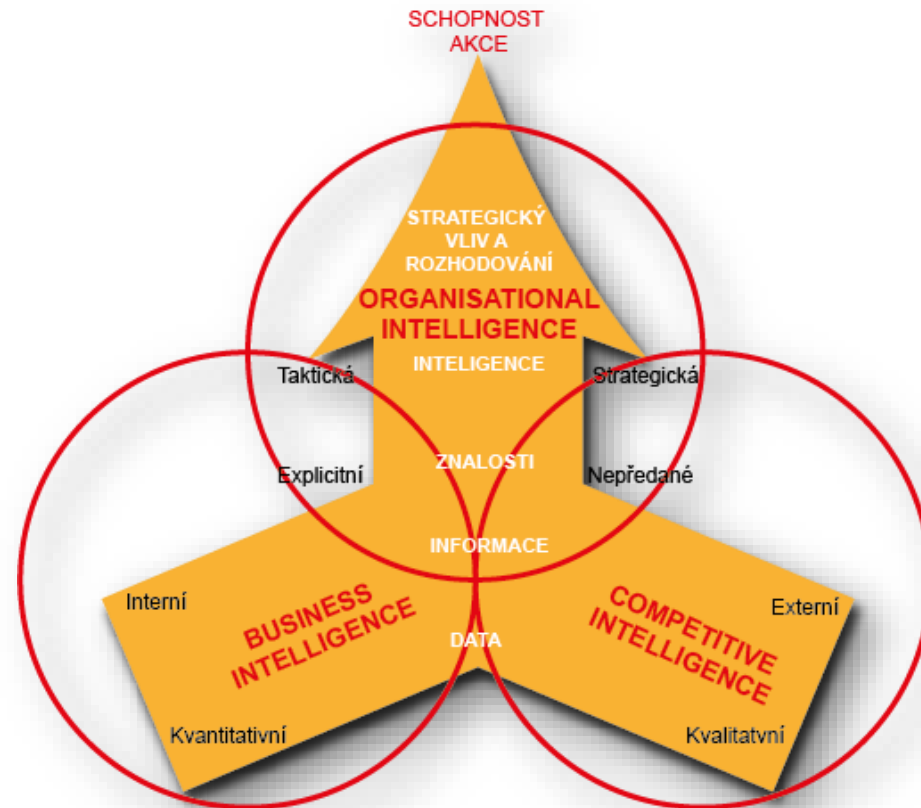 SCHOPNOST
AKCE
STRATEGICKÝ
VLIV A
ROZHODOVÁNÍ
ORGANISATIONAL
INTELLIGENCE
INTELIGENCE
Taktická
Strategická
ZNALOSTI
Explicitní
Nepředané
INFORMACE
Interní
BUSINESS
INTELLIGENCE
DATA
COMPETITIVE
INTELLIGENCE
Externí
Kvantitativní
Kvalitatvní